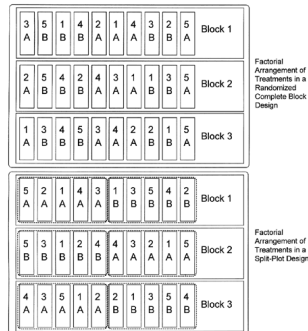 3 5 1 4 2 1 4 3 2 5 Block 1
A B B B A A A B B A
2 5 4 2 4 3 1 1 3 5 Block 2
A B B B A A A B B A
1 3 4 5 3 4 2 2 1 5 Block 3
A B B B A A A B B A
Factorial
Arrangement of
Treatments in a
Randomized
Complete Block
Design
5 2 1 4 3 1 3 5 4 2 Block 1
A A A A A B B B B B
5 3 1 2 4 4 3 2 1 5 Block 2
B B B B B A A A A A
4 3 5 1 2 2 1 3 5 4 Block 3
A A A A A B B B B B
Factorial
Arrangement of
Treatments in a
Split-Plot Design